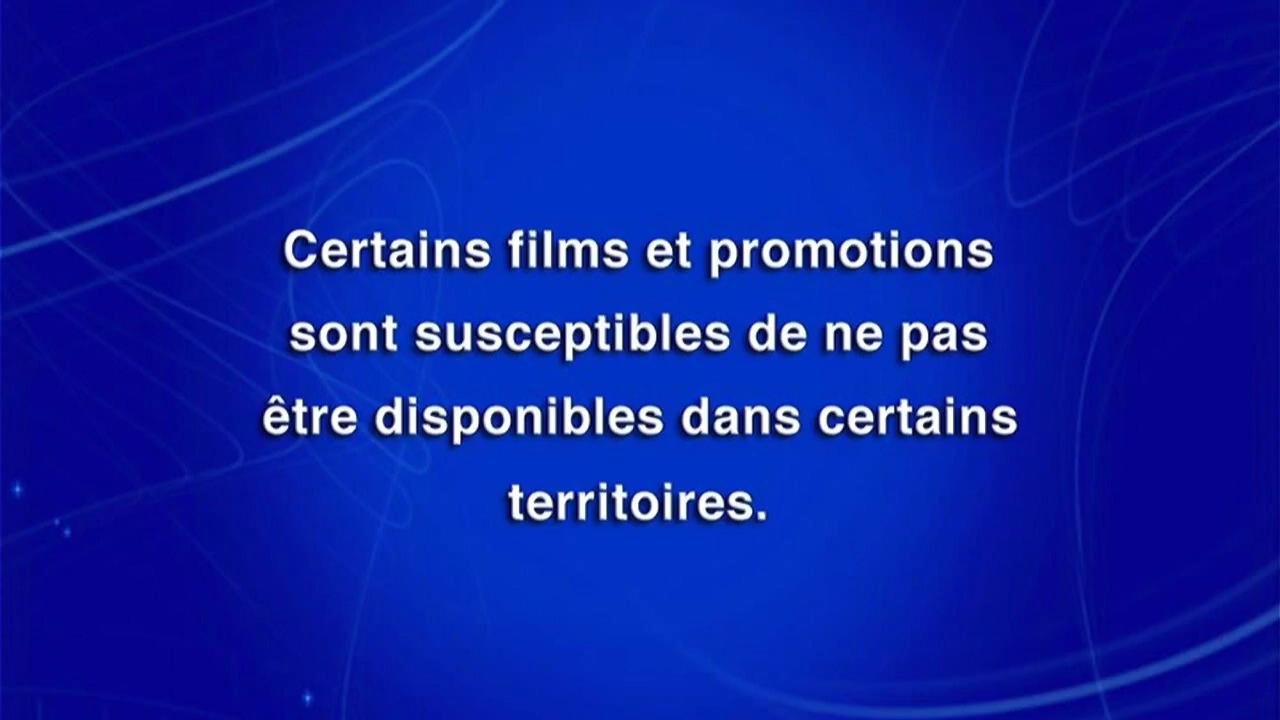 Certains films et promotions
sont susceptibles de ne pas
être disponibles dans certains
territoires.